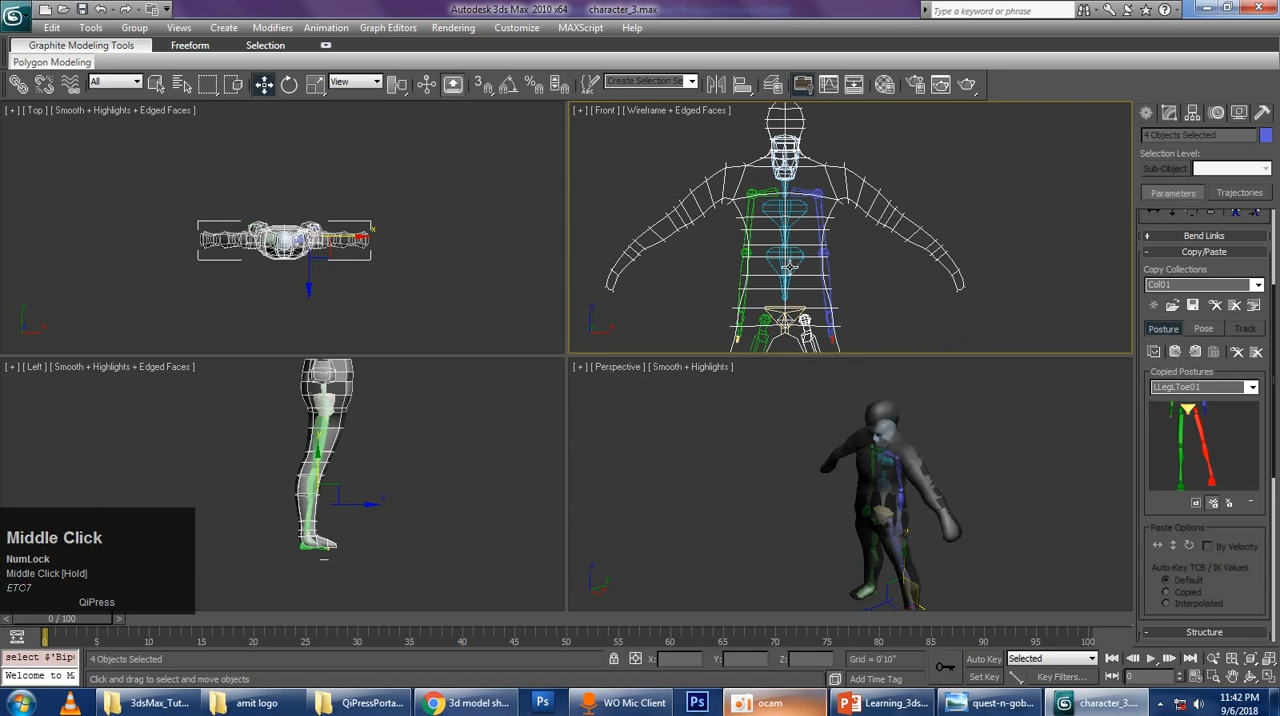 Autodesk 3ds Max 2010 x64 character_3.max
Type a keyword or phrase
Edit Tools Group Views Create Modifiers Animation Graph Editors Rendering Customize MAXScript Help
Graphite Modeling Tools Freeform Selection
Polygon Modeling
All View Create Selection Se
[ + ] [ Top ] [ Smooth + Highlights + Edged Faces ]
[ + ] [ Front ] [ Wireframe + Edged Faces ]
4 Objects Selected
Selection Level:
Sub-Object
Parameters Trajectories
+ Bend Links
- Copy/Paste
Copy Collections
Col01
Posture Pose Track
[ + ] [ Left ] [ Smooth + Highlights + Edged Faces ]
[ + ] [ Perspective ] [ Smooth + Highlights ]
Copied Postures
LLegLToe01
Paste Options
By Velocity
Auto-Key TCB / IK Values
Default
Copied
Interpolated
- Structure
Middle Click
NumLock
Middle Click [Hold]
ETC7
QiPress
< 0 / 100 >
0 5 10 15 20 25 30 35 40 45 50 55 60 65 70 75 80 85 90 95 100
select $'Bip
Welcome to M
4 Objects Selected X: Y: Z: Grid = 0'10" Auto Key Selected
Click and drag to select and move objects Add Time Tag Set Key Key Filters... 0
3dsMax_Tut... amit logo QiPressPorta... 3d model sh... Ps WO Mic Client Ps ocam Learning_3ds... quest-n-gob... character_3....
11:42 PM
9/6/2018